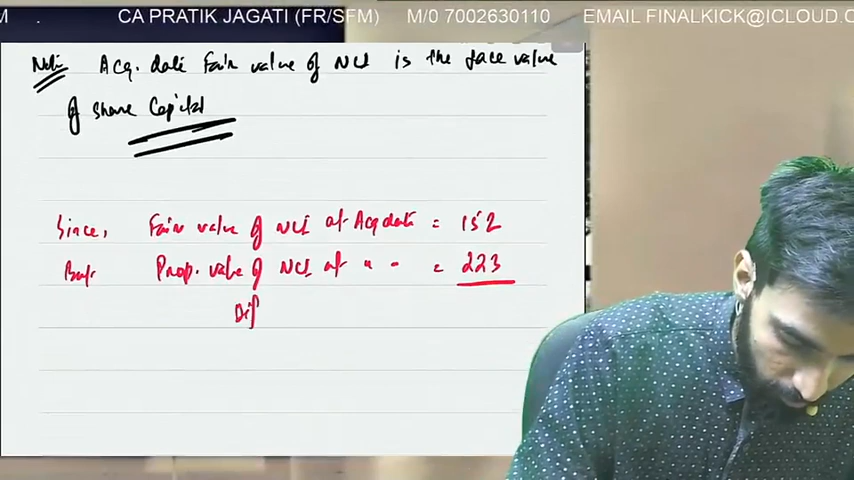 M . CA PRATIK JAGATI (FR/SFM) M/0 7002630110 EMAIL FINALKICK@ICLOUD.C
Note Acq. date Fair value of NCI is the face value
of share Capital
Since, Fair value of NCI at Acq date = 152
But Prop. value of NCI at " " = 223
Dif